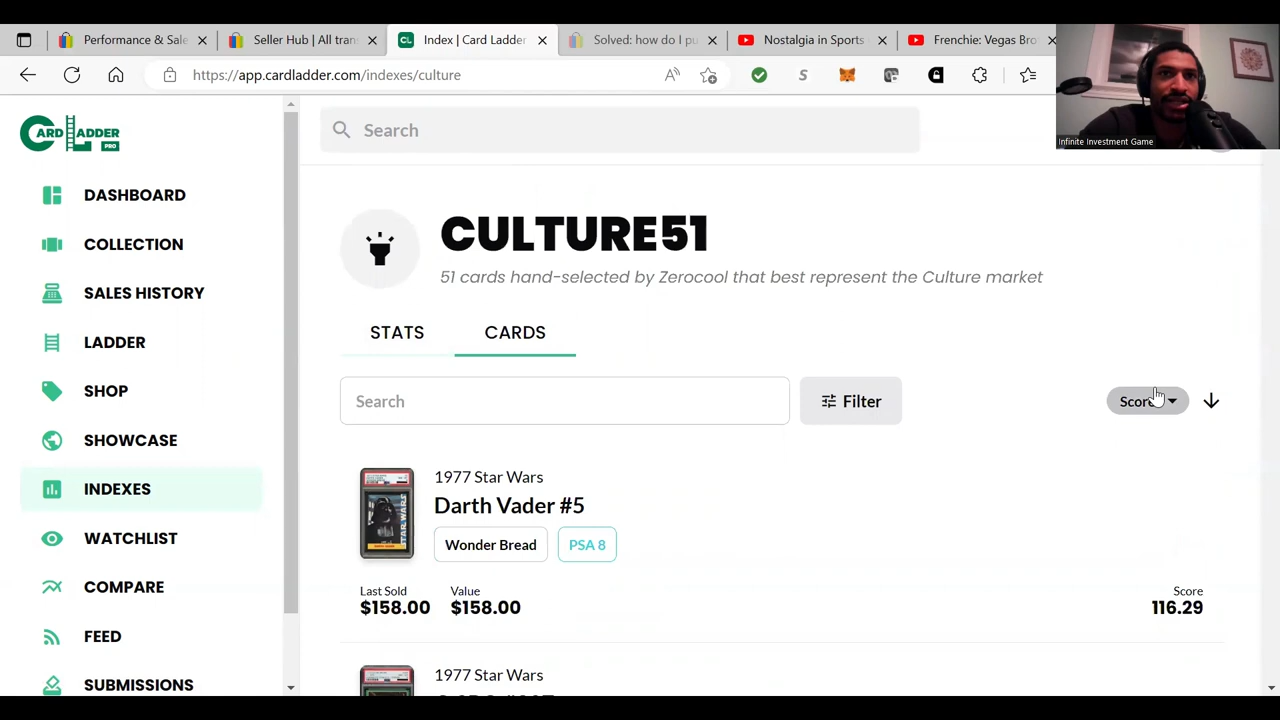 Performance & Sale
Seller Hub | All tran
Index | Card Ladder
Solved: how do I pu
Nostalgia in Sports
Frenchie: Vegas Bro
https://app.cardladder.com/indexes/culture
Infinite Investment Game
CARD LADDER
PRO
Search
DASHBOARD
COLLECTION
SALES HISTORY
LADDER
SHOP
SHOWCASE
INDEXES
WATCHLIST
COMPARE
FEED
SUBMISSIONS
CULTURE51
51 cards hand-selected by Zerocool that best represent the Culture market
STATS CARDS
Search
Filter
Score
1977 Star Wars
Darth Vader #5
Wonder Bread PSA 8
Last Sold Value Score
$158.00 $158.00 116.29
1977 Star Wars